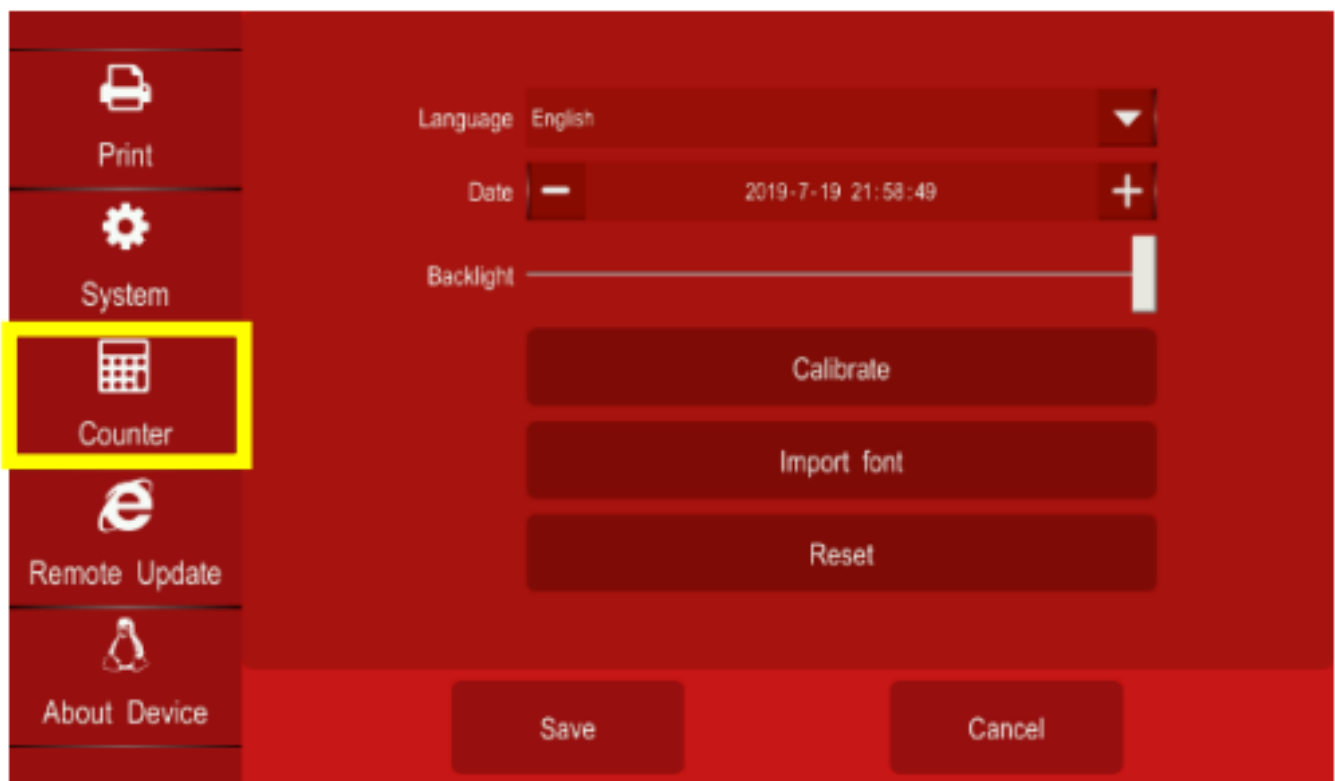 Print
System
Counter
Remote Update
About Device
Language English
Date 2019-7-19 21:58:49
Backlight
Calibrate
Import font
Reset
Save Cancel